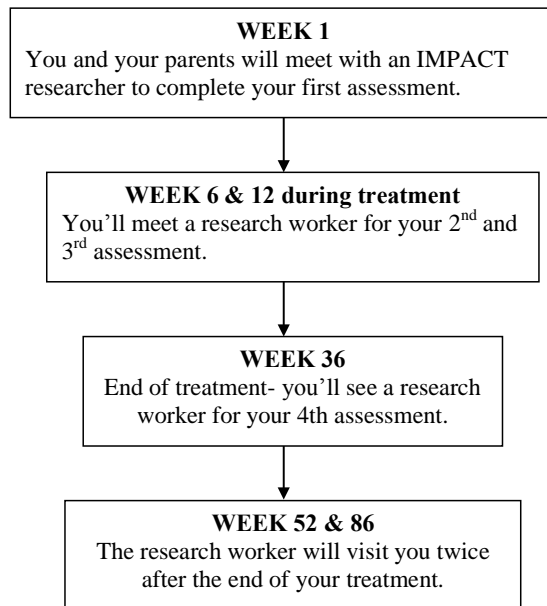 WEEK 1
You and your parents will meet with an IMPACT
researcher to complete your first assessment.
WEEK 6 & 12 during treatment
You'll meet a research worker for your 2nd and
3rd assessment.
WEEK 36
End of treatment- you'll see a research
worker for your 4th assessment.
WEEK 52 & 86
The research worker will visit you twice
after the end of your treatment.